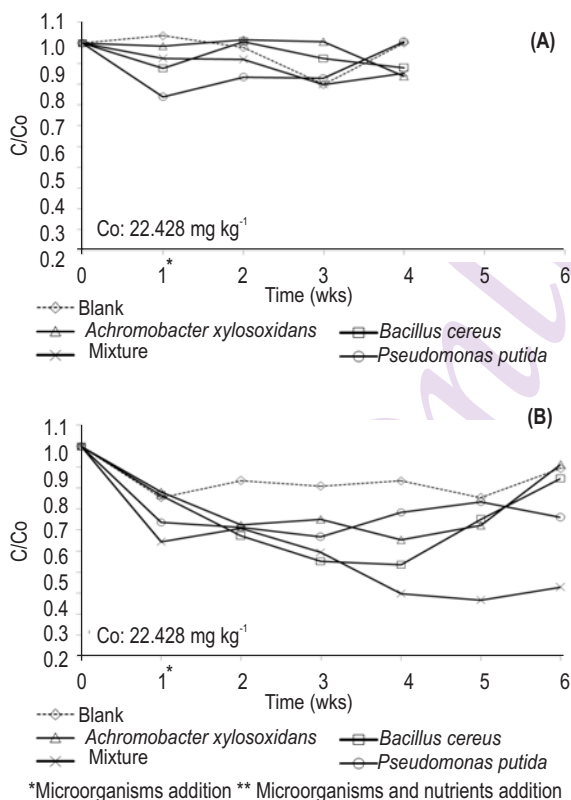 (A)
1.1
1.0
0.9
0.8
0.7
0.6
0.5
0.4
0.3
0.2
C/Co
Co: 22.428 mg kg-1
0 1* 2 3 4 5 6
Time (wks)
Blank
Achromobacter xylosoxidans
Bacillus cereus
Mixture
Pseudomonas putida
(B)
1.1
1.0
0.9
0.8
0.7
0.6
0.5
0.4
0.3
0.2
C/Co
Co: 22.428 mg kg-1
0 1* 2 3 4 5 6
Time (wks)
Blank
Achromobacter xylosoxidans
Bacillus cereus
Mixture
Pseudomonas putida
*Microorganisms addition ** Microorganisms and nutrients addition